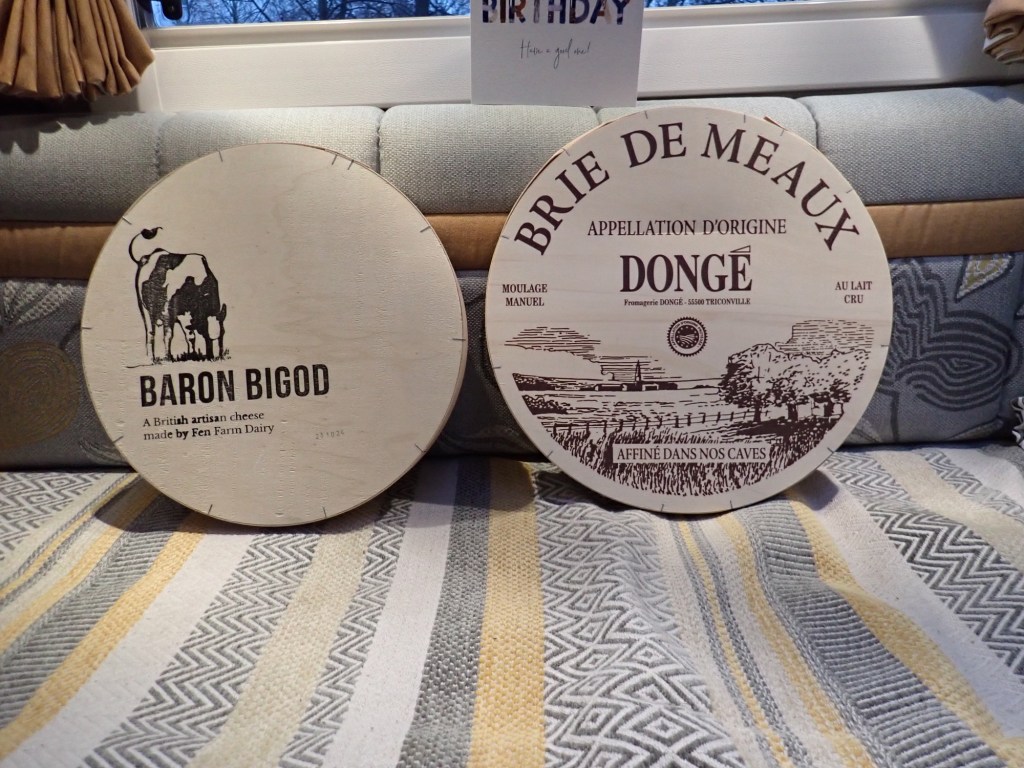 BIRTHDAY
Have a good one!
BARON BIGOD
A British artisan cheese
made by Fen Farm Dairy
BRIE DE MEAUX
APPELLATION D'ORIGINE
DONGÉ
Fromagerie DONGÉ - 55500 TRICONVILLE
MOULAGE
MANUEL
AU LAIT
CRU
AFFINÉ DANS NOS CAVES